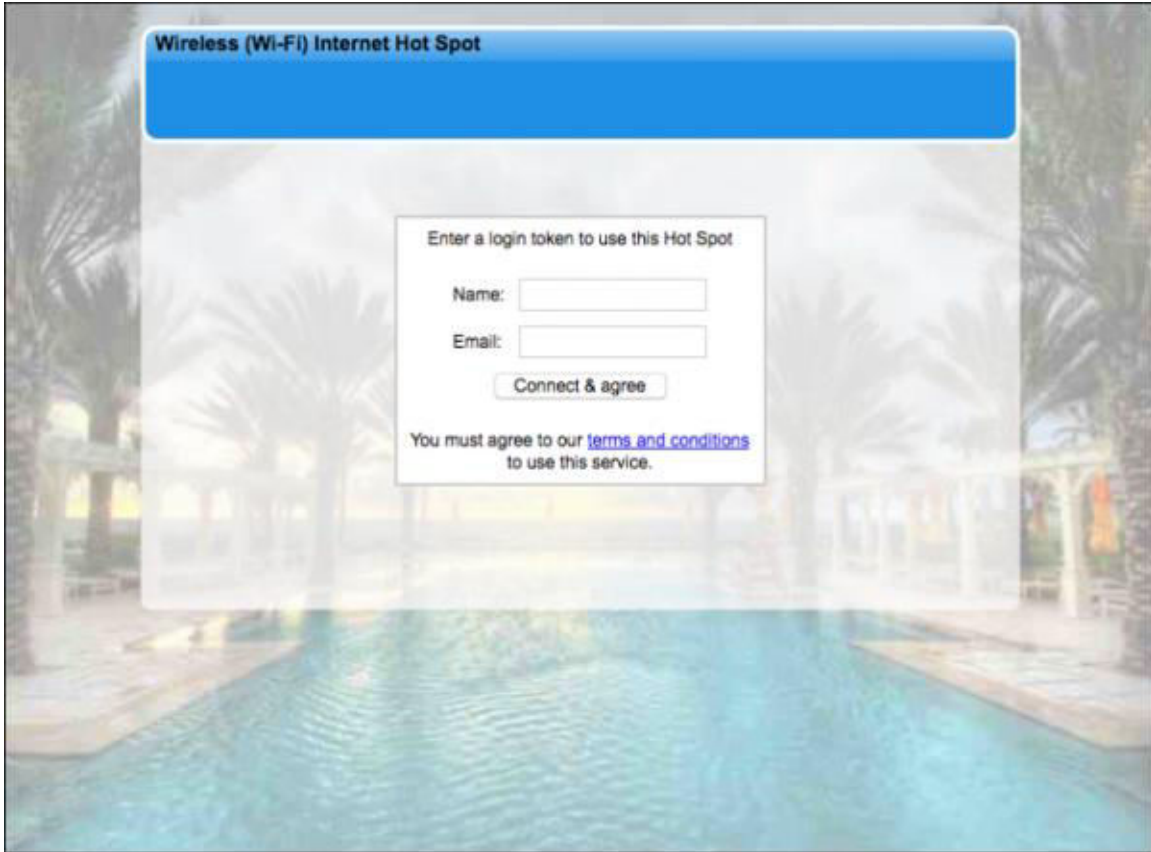 Wireless (Wi-Fi) Internet Hot Spot
Enter a login token to use this Hot Spot
Name:
Email:
Connect & agree
You must agree to our terms and conditions
to use this service.